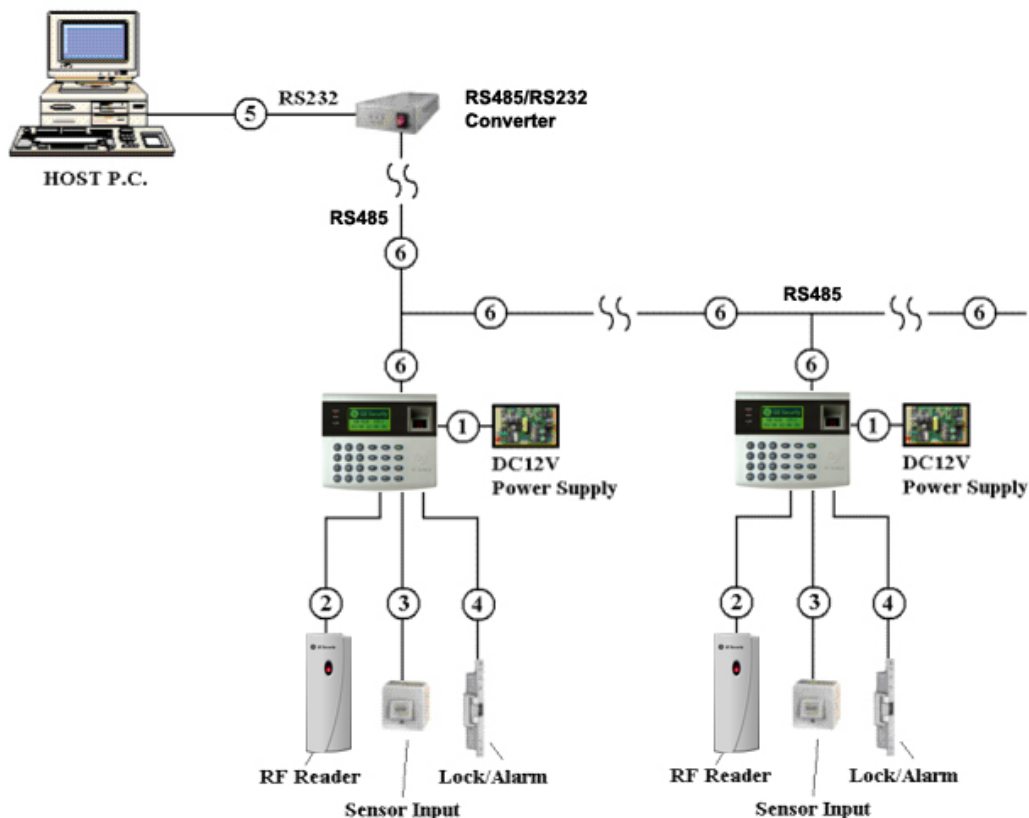 5
RS232
RS485/RS232
Converter
HOST P.C.
RS485
6
6
6
RS485
6
6
6
GE Security
1
DC12V
Power Supply
1
DC12V
Power Supply
2
3
4
2
3
4
RF Reader
Lock/Alarm
Sensor Input
RF Reader
Lock/Alarm
Sensor Input